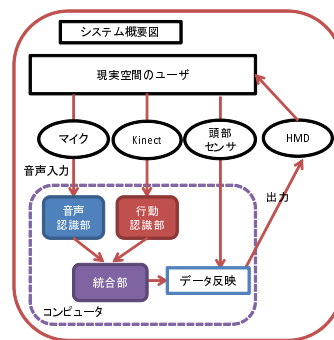 システム概要図
現実空間のユーザ
マイク
Kinect
頭部
センサ
HMD
音声入力
出力
音声
認識部
行動
認識部
統合部
データ反映
コンピュータ